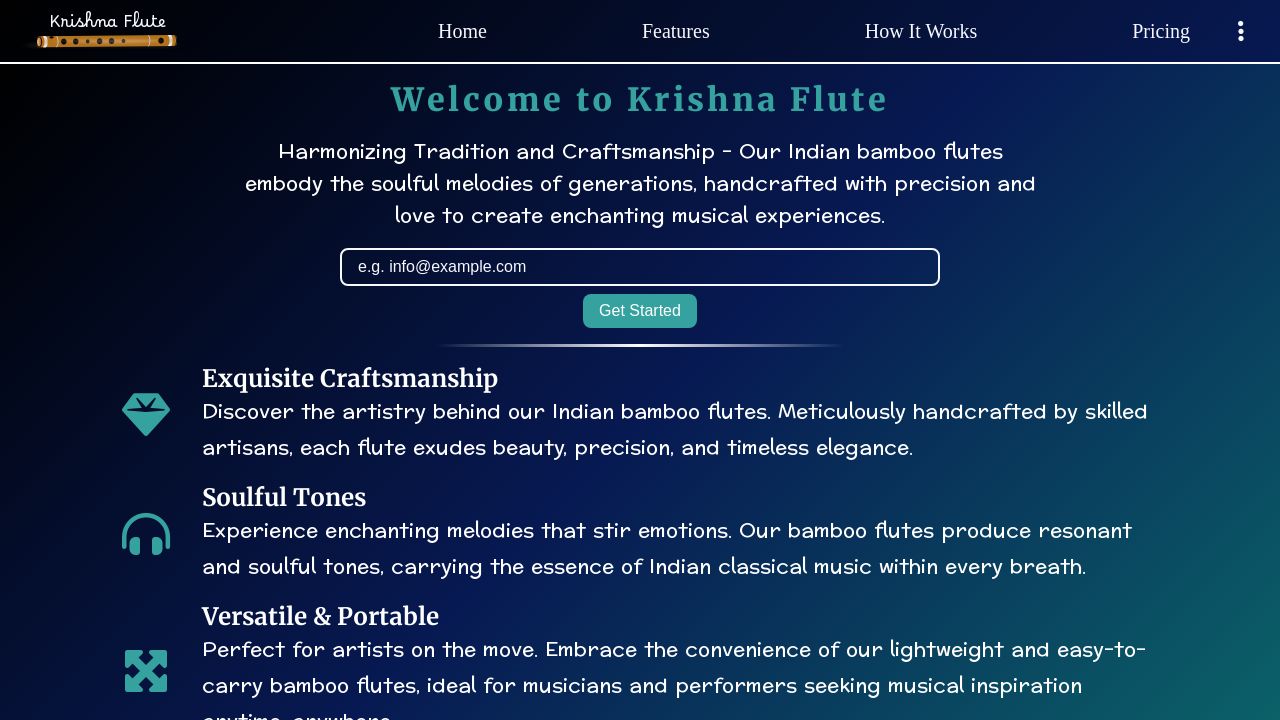 Krishna Flute
Home
Features
How It Works
Pricing
Welcome to Krishna Flute
Harmonizing Tradition and Craftsmanship - Our Indian bamboo flutes
embody the soulful melodies of generations, handcrafted with precision and
love to create enchanting musical experiences.
e.g. info@example.com
Get Started
Exquisite Craftsmanship
Discover the artistry behind our Indian bamboo flutes. Meticulously handcrafted by skilled
artisans, each flute exudes beauty, precision, and timeless elegance.
Soulful Tones
Experience enchanting melodies that stir emotions. Our bamboo flutes produce resonant
and soulful tones, carrying the essence of Indian classical music within every breath.
Versatile & Portable
Perfect for artists on the move. Embrace the convenience of our lightweight and easy-to-
carry bamboo flutes, ideal for musicians and performers seeking musical inspiration
anytime, anywhere.